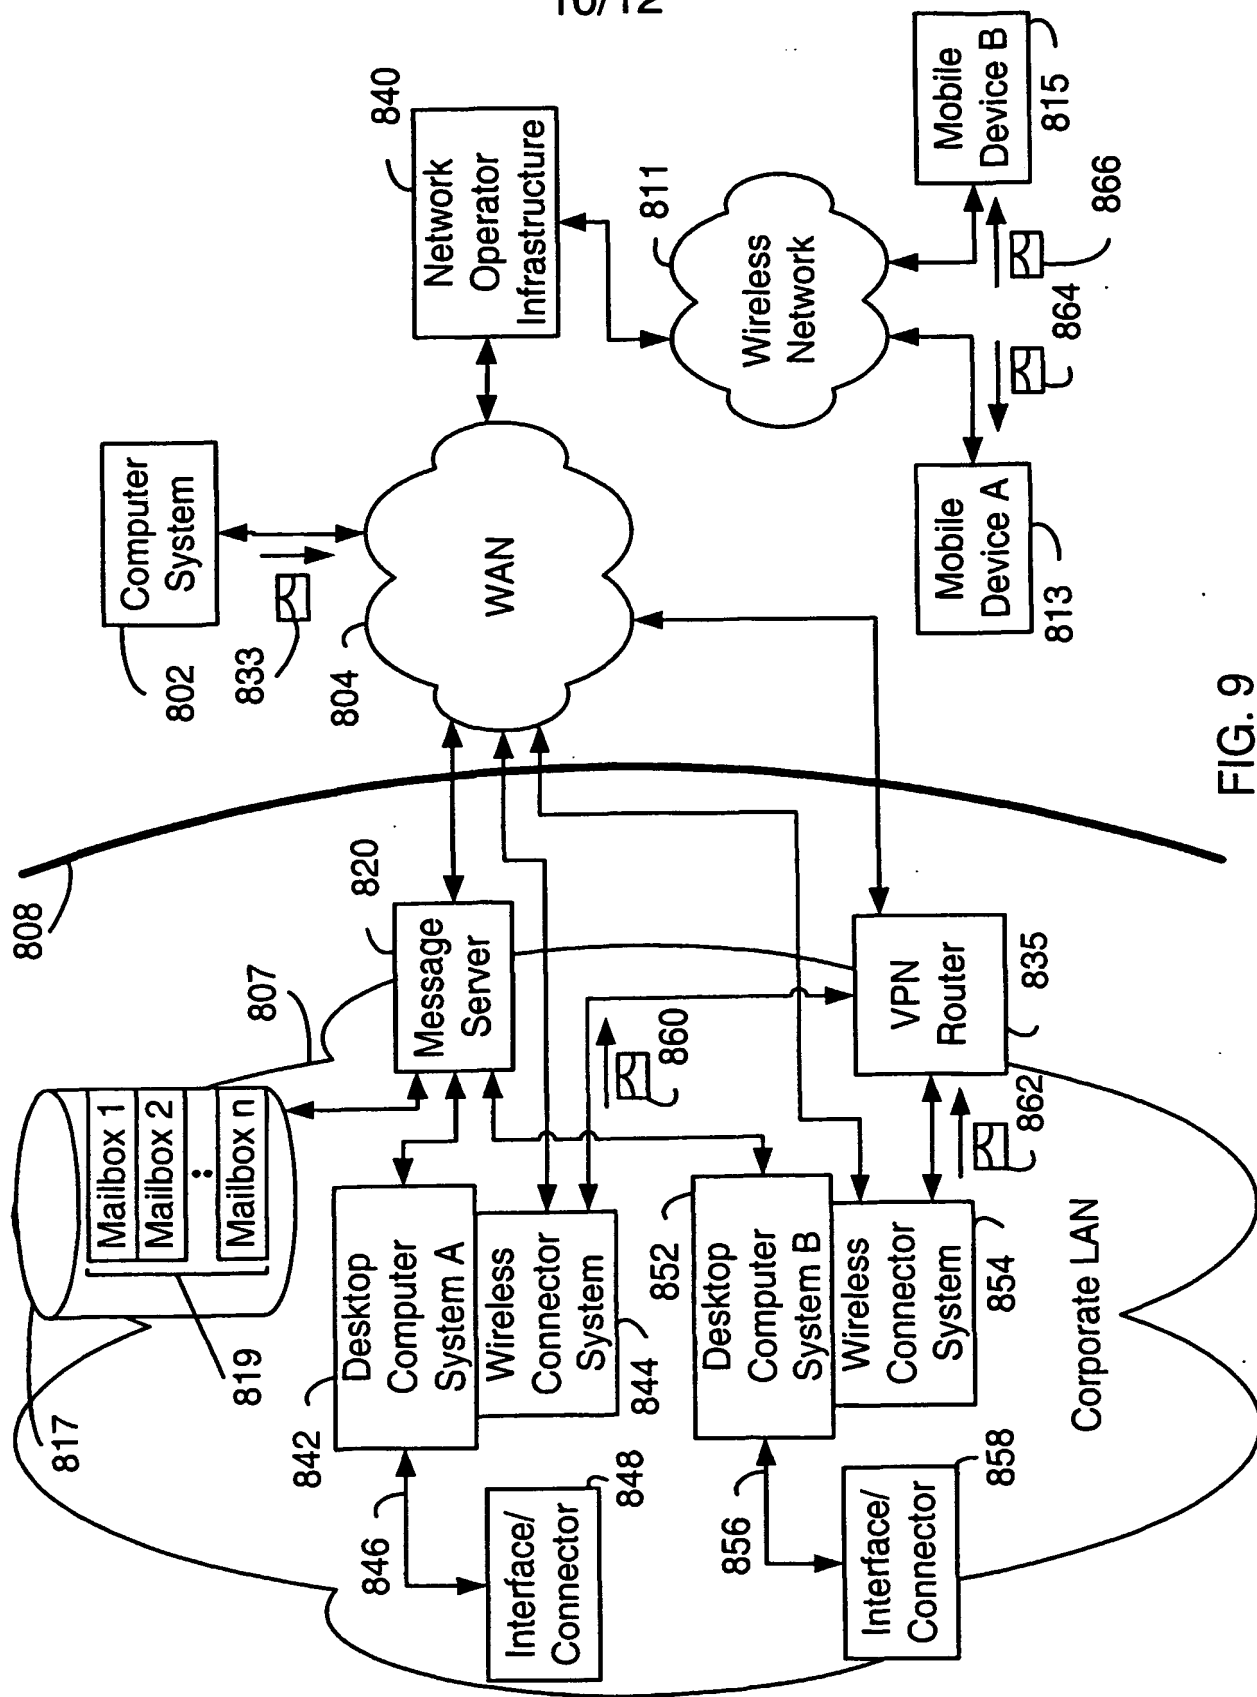 10/12
808
807
817
Mailbox 1
Mailbox 2
:
Mailbox n
819
820
Message
Server
842
Desktop
Computer
System A
Wireless
Connector
System
844
846
Interface/
Connector
848
860
852
Desktop
Computer
System B
Wireless
Connector
System
854
856
Interface/
Connector
858
862
VPN
Router
835
Corporate LAN
802
Computer
System
833
804
WAN
840
Network
Operator
Infrastructure
811
Wireless
Network
813
Mobile
Device A
864
866
Mobile
Device B
815
FIG. 9